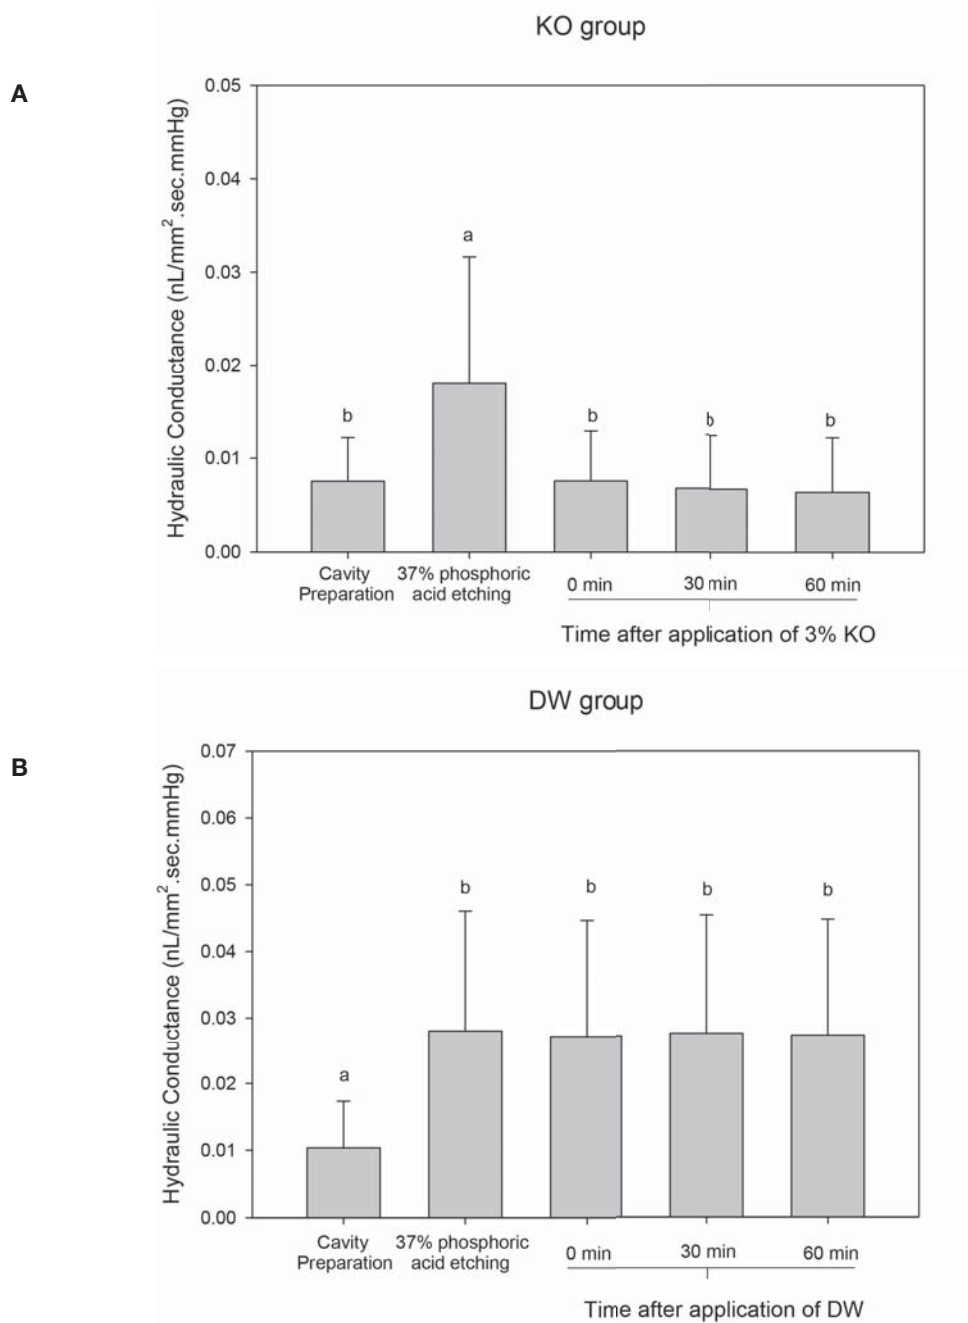 KO group
A
Hydraulic Conductance (nL/mm².sec.mmHg)
0.05
0.04
0.03
0.02
0.01
0.00
a
b
b
b
b
Cavity
Preparation
37% phosphoric
acid etching
0 min
30 min
60 min
Time after application of 3% KO
DW group
B
Hydraulic Conductance (nL/mm².sec.mmHg)
0.07
0.06
0.05
0.04
0.03
0.02
0.01
0.00
a
b
b
b
b
Cavity
Preparation
37% phosphoric
acid etching
0 min
30 min
60 min
Time after application of DW